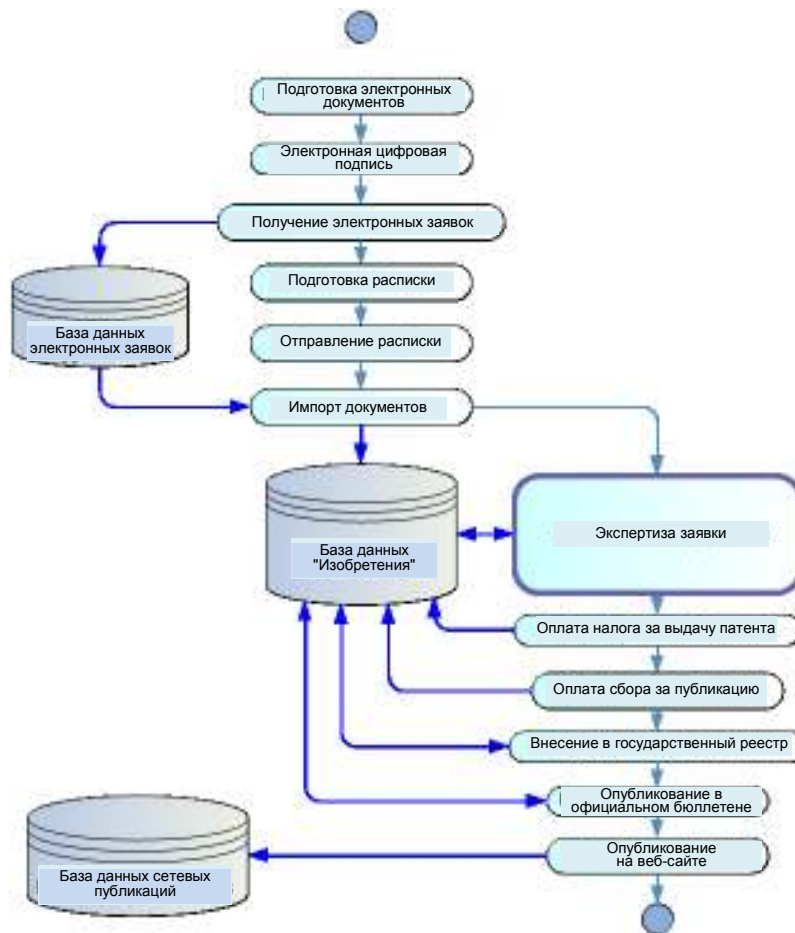 Подготовка электронных
документов
Электронная цифровая
подпись
Получение электронных заявок
Подготовка расписки
База данных
электронных заявок
Отправление расписки
Импорт документов
База данных
"Изобретения"
Экспертиза заявки
Оплата налога за выдачу патента
Оплата сбора за публикацию
Внесение в государственный реестр
Опубликование в
официальном бюллетене
Опубликование
на веб-сайте
База данных сетевых
публикаций